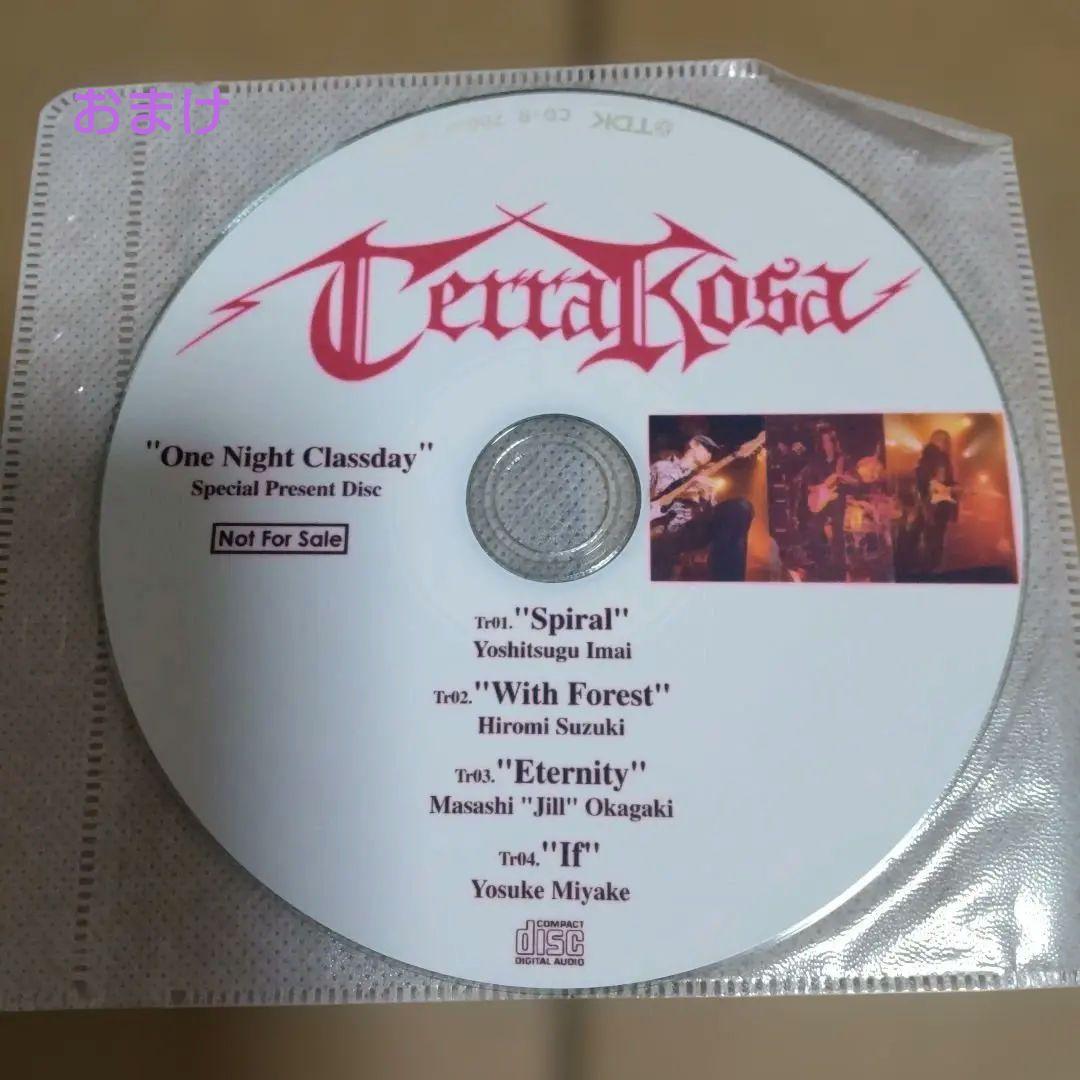 おまけ
TDK CD-R
TerraRosa
"One Night Classday"
Special Present Disc
Not For Sale
Tr01."Spiral"
Yoshitsugu Imai
Tr02."With Forest"
Hiromi Suzuki
Tr03."Eternity"
Masashi "Jill" Okagaki
Tr04."If"
Yosuke Miyake
COMPACT
disc
DIGITAL AUDIO